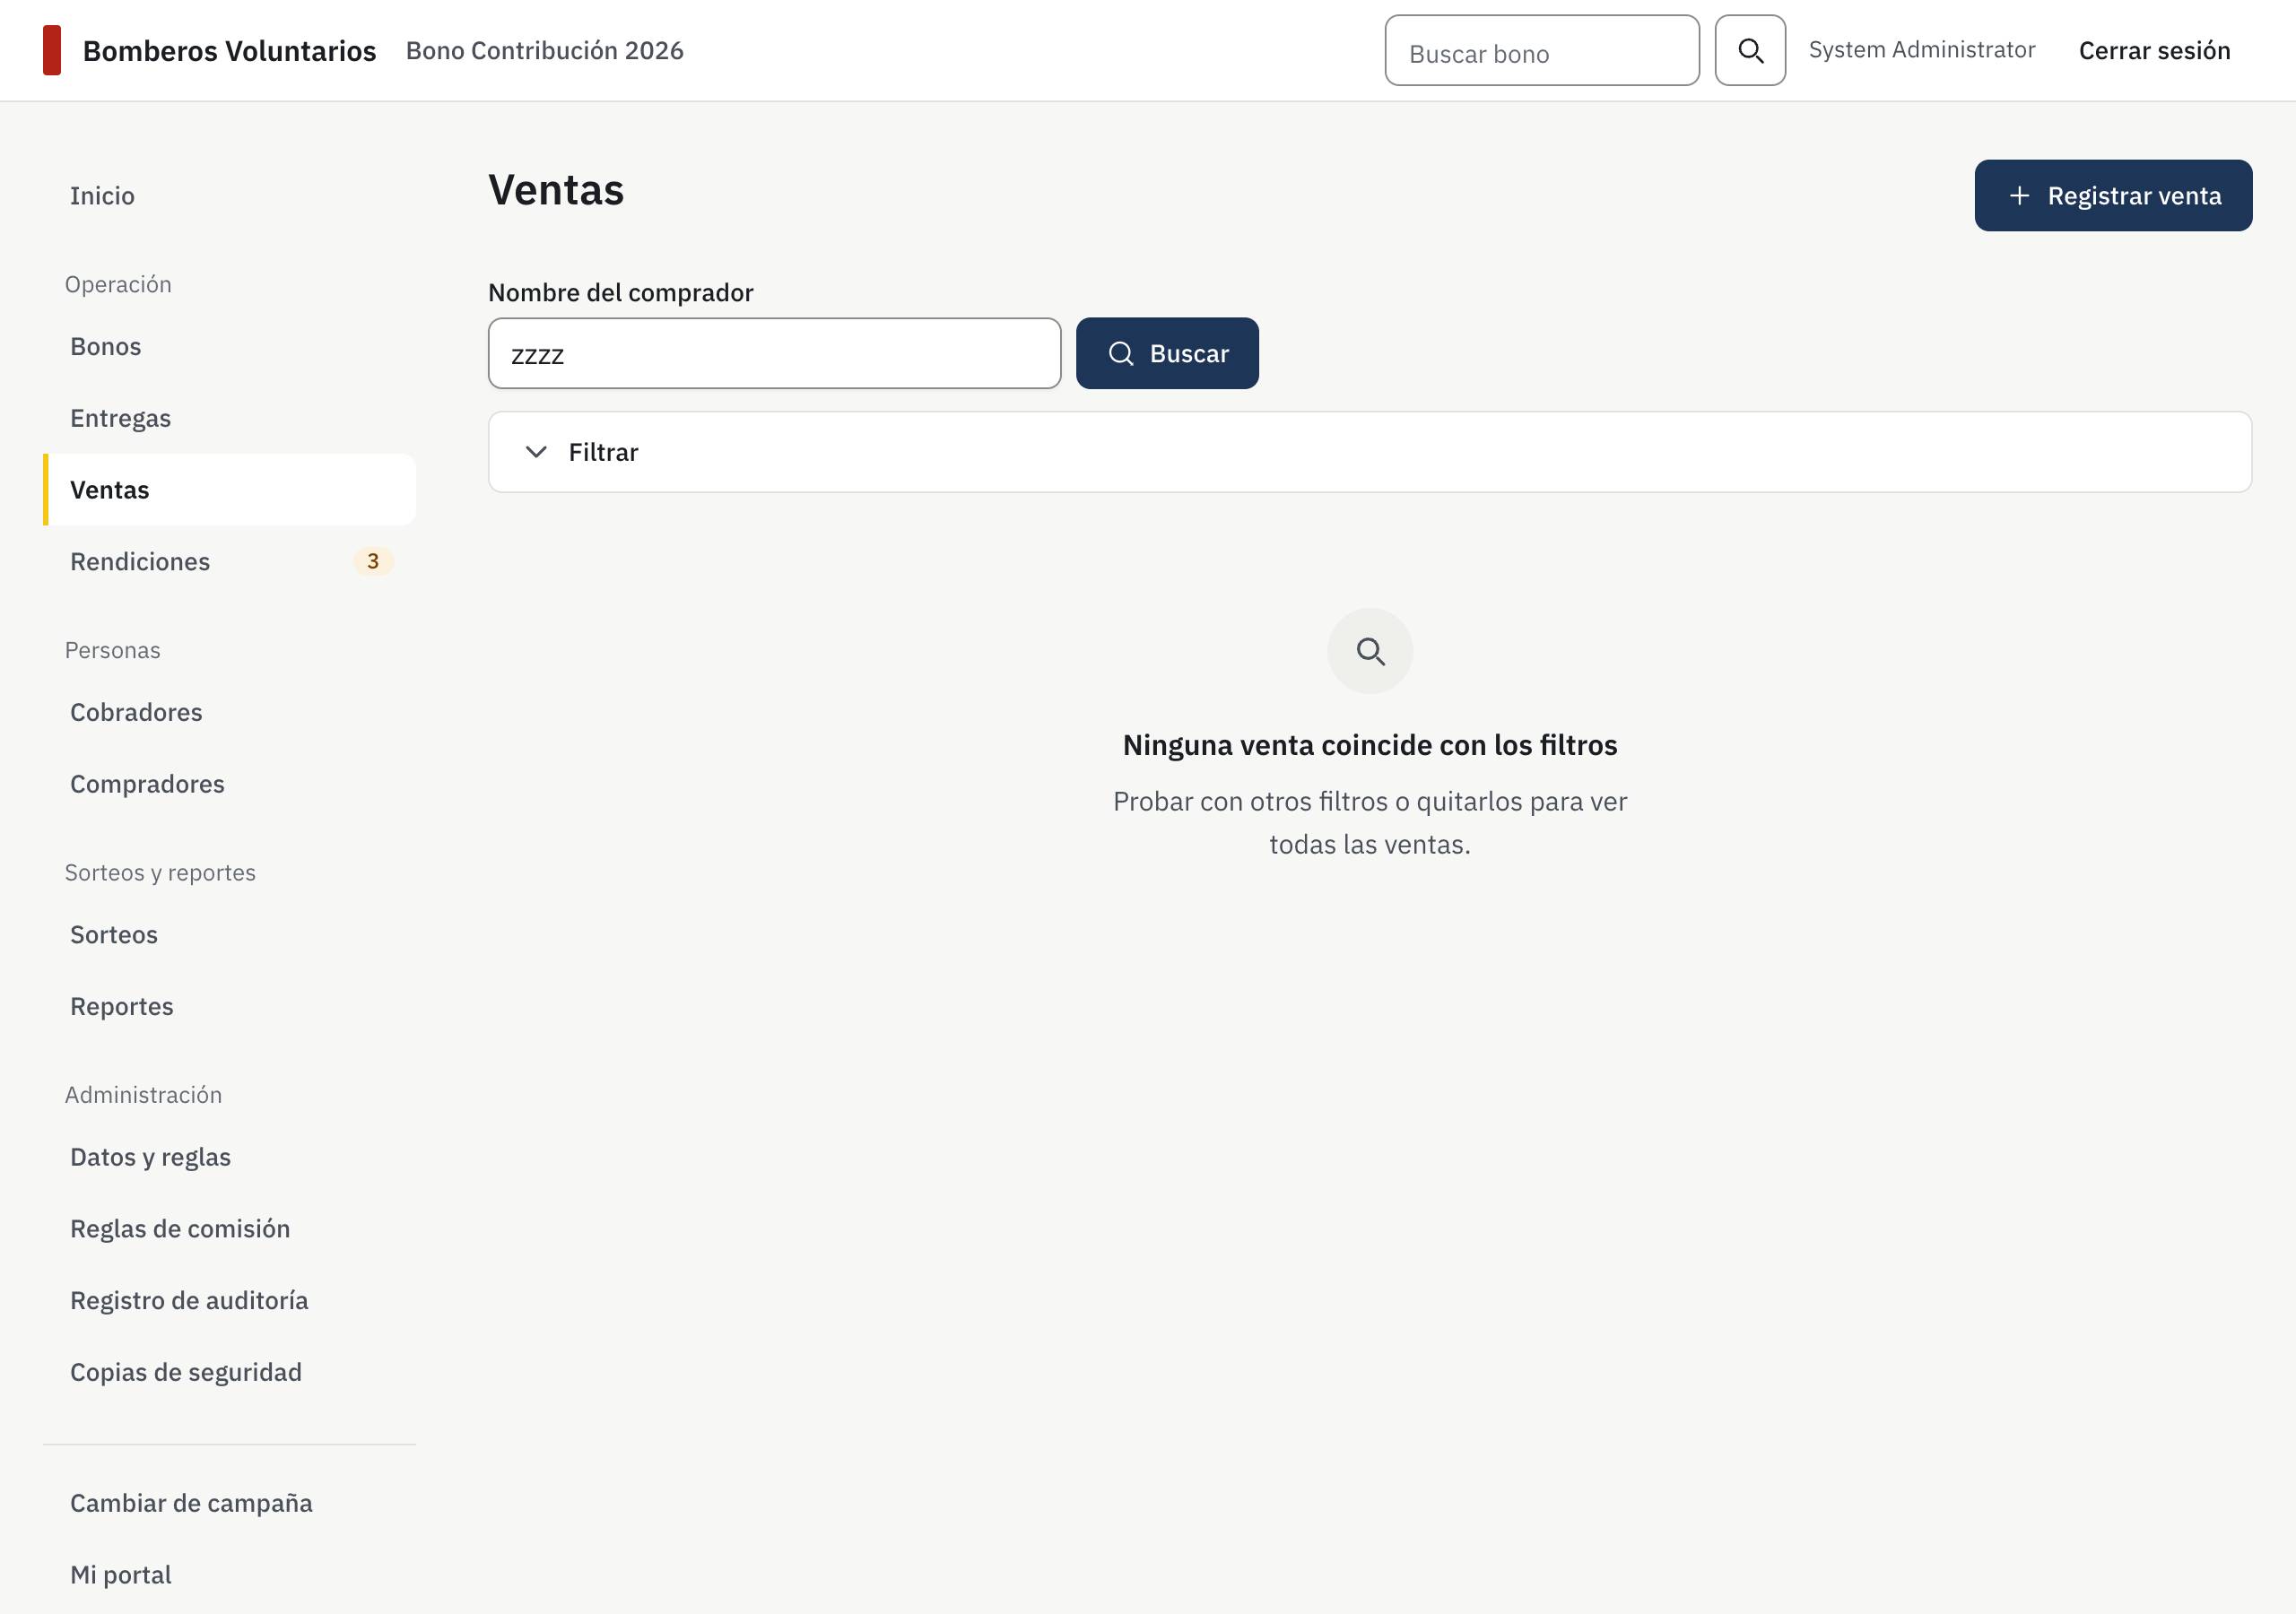 Bomberos Voluntarios
Bono Contribución 2026
Buscar bono
System Administrator
Cerrar sesión
Inicio
Operación
Bonos
Entregas
Ventas
Rendiciones 3
Personas
Cobradores
Compradores
Sorteos y reportes
Sorteos
Reportes
Administración
Datos y reglas
Reglas de comisión
Registro de auditoría
Copias de seguridad
Cambiar de campaña
Mi portal
Ventas
Registrar venta
Nombre del comprador
zzzz
Buscar
Filtrar
Ninguna venta coincide con los filtros
Probar con otros filtros o quitarlos para ver
todas las ventas.